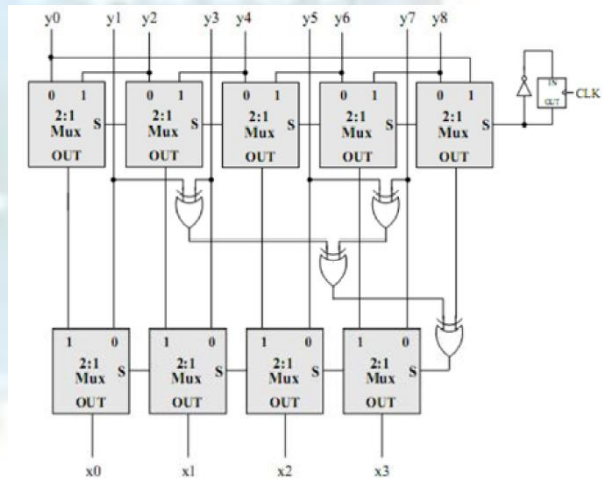 y0 y1 y2 y3 y4 y5 y6 y7 y8
0 1 0 1 0 1 0 1 0 1 IN
2:1 2:1 2:1 2:1 2:1 OUT CLK
Mux S Mux S Mux S Mux S Mux S
OUT OUT OUT OUT OUT
1 0 1 0 1 0 1 0
2:1 2:1 2:1 2:1
Mux S Mux S Mux S Mux S
OUT OUT OUT OUT
x0 x1 x2 x3